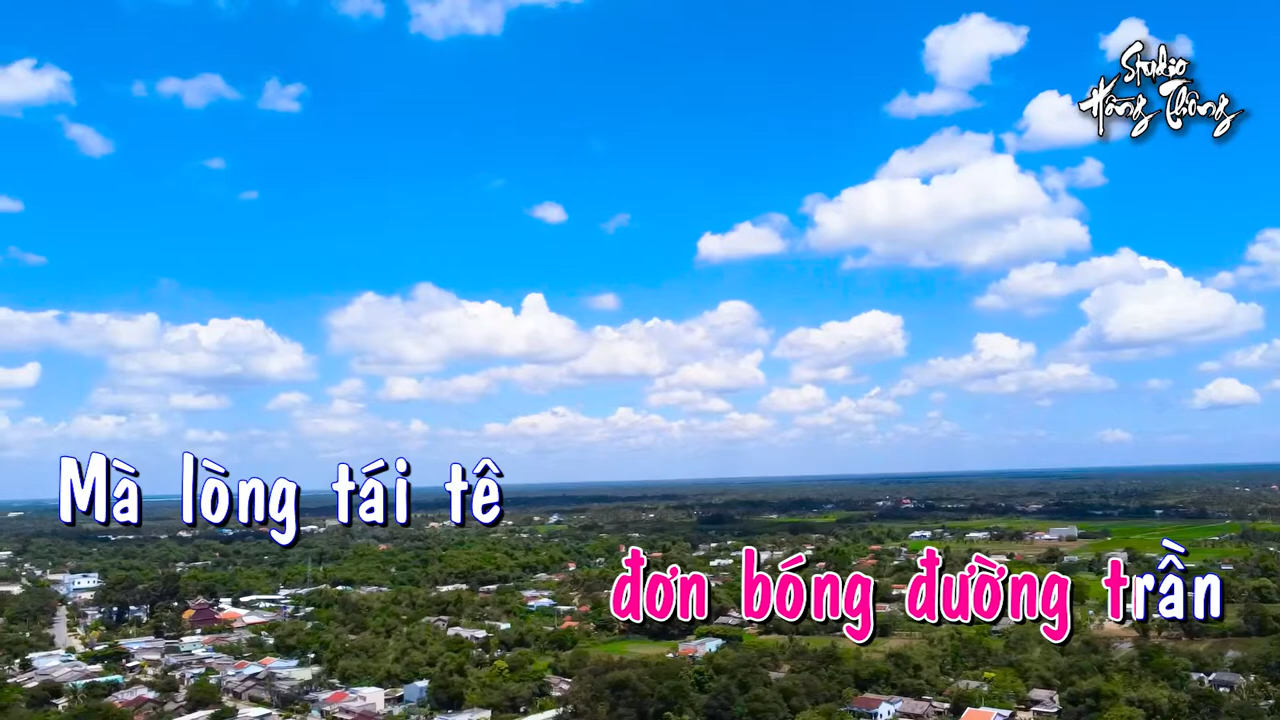 Studio
Hồng Thông
Mà lòng tái tê
đơn bóng đường trần